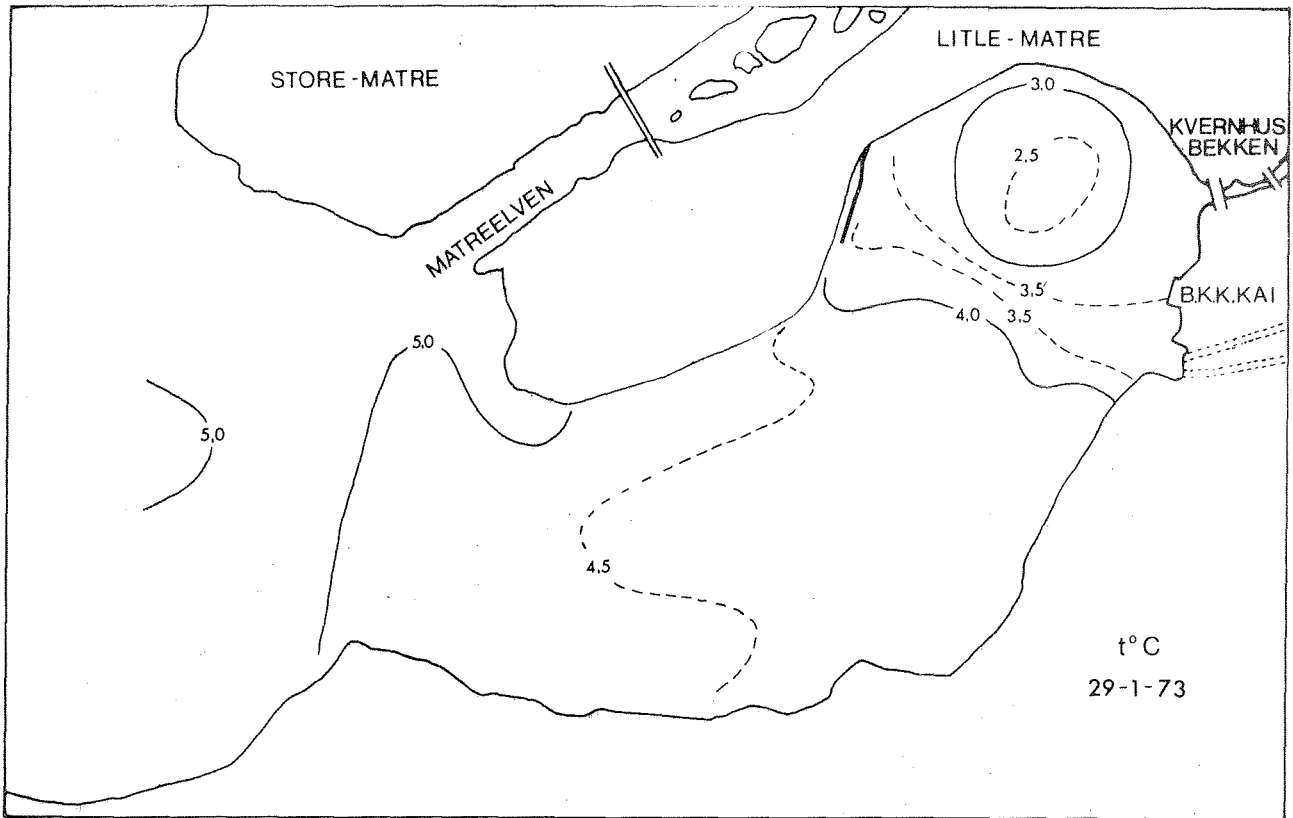 LITLE-MATRE
STORE-MATRE
3.0
KVERNHUS
BEKKEN
2,5
MATREELVEN
3,5
B.K.K.KAI
4,0
3,5
5,0
5,0
4,5
t°C
29-1-73